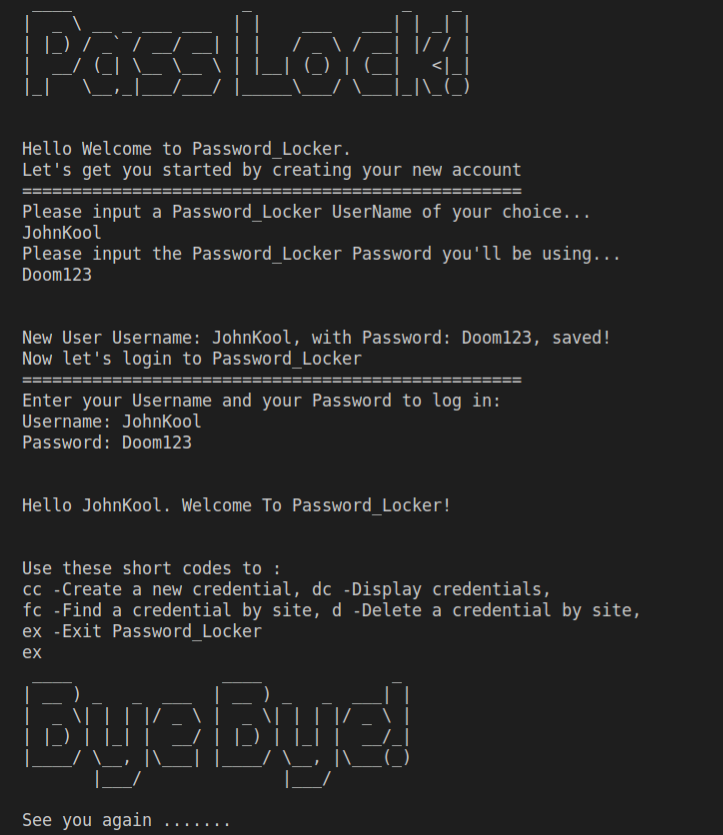 Pass Lock!
Hello Welcome to Password_Locker.
Let's get you started by creating your new account
==================================================
Please input a Password_Locker UserName of your choice...
JohnKool
Please input the Password_Locker Password you'll be using...
Doom123
New User Username: JohnKool, with Password: Doom123, saved!
Now let's login to Password_Locker
==================================================
Enter your Username and your Password to log in:
Username: JohnKool
Password: Doom123
Hello JohnKool. Welcome To Password_Locker!
Use these short codes to :
cc -Create a new credential, dc -Display credentials,
fc -Find a credential by site, d -Delete a credential by site,
ex -Exit Password_Locker
ex
Bye Bye!
See you again .......